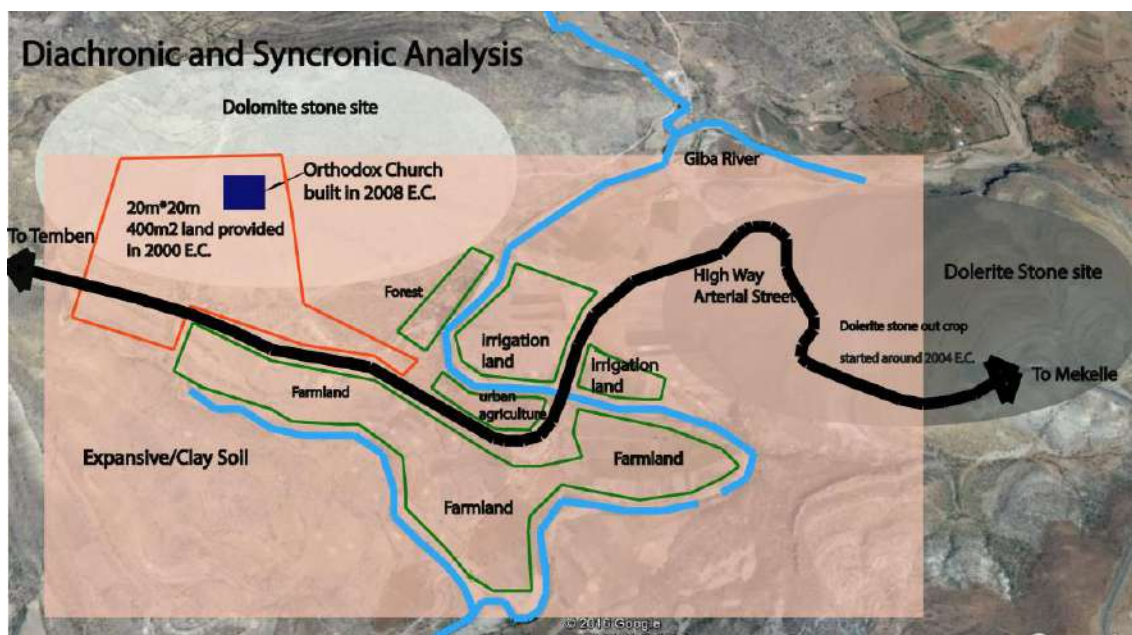 Diachronic and Syncronic Analysis
Dolomite stone site
Orthodox Church
built in 2008 E.C.
20m*20m
400m2 land provided
in 2000 E.C.
To Temben
Giba River
Forest
High Way
Arterial Street
Dolerite Stone site
Dolerite stone out crop
started around 2004 E.C.
To Mekelle
Irrigation
land
Irrigation
land
urban
agriculture
Farmland
Farmland
Farmland
Expansive/Clay Soil
© 2016 Google